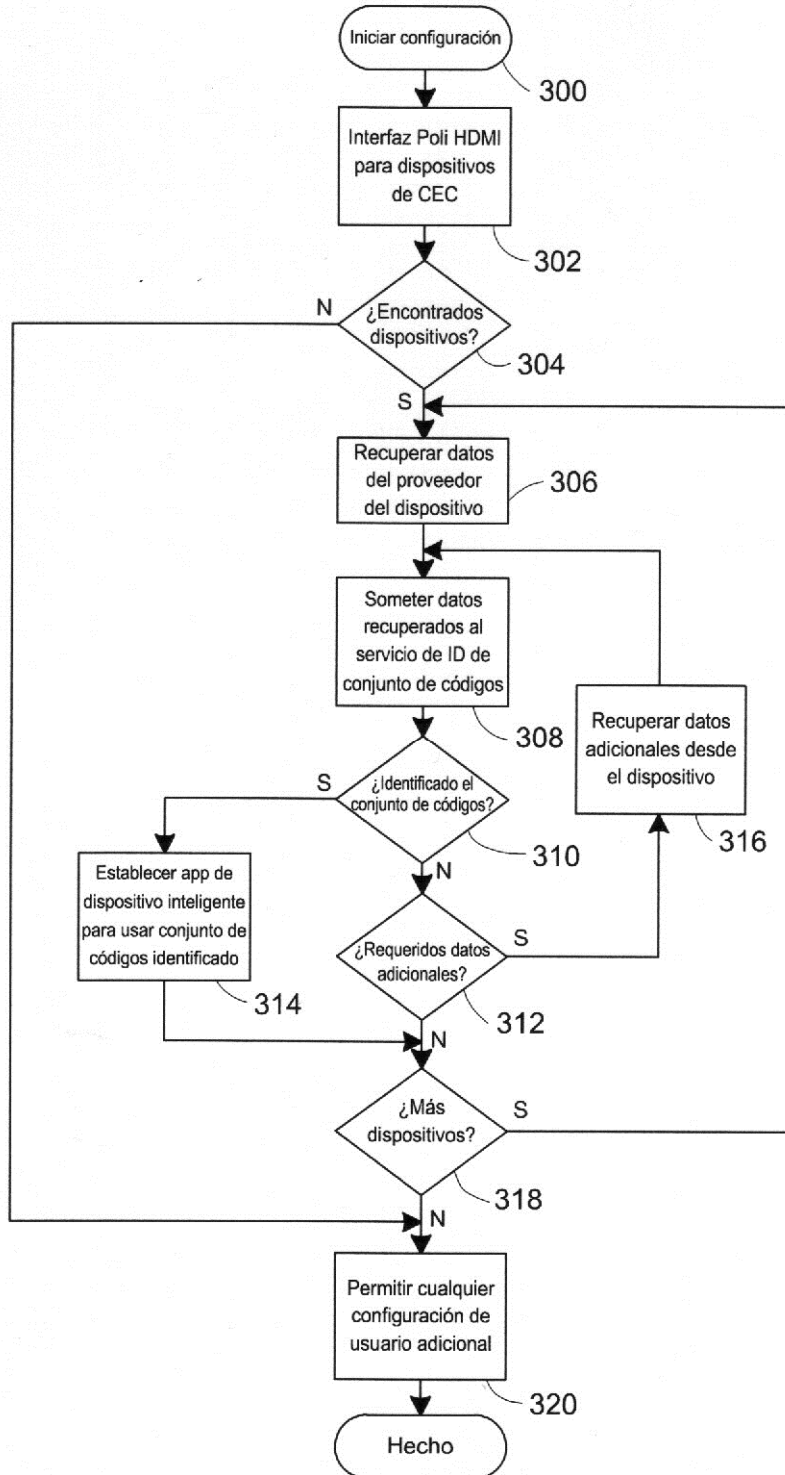 Iniciar configuración
300
Interfaz Poli HDMI
para dispositivos
de CEC
302
¿Encontrados
dispositivos?
N
304
S
Recuperar datos
del proveedor
del dispositivo
306
Someter datos
recuperados al
servicio de ID de
conjunto de códigos
308
Recuperar datos
adicionales desde
el dispositivo
316
¿Identificado el
conjunto de códigos?
S
310
N
Establecer app de
dispositivo inteligente
para usar conjunto de
códigos identificado
314
¿Requeridos datos
adicionales?
S
312
N
¿Más
dispositivos?
S
318
N
Permitir cualquier
configuración de
usuario adicional
320
Hecho